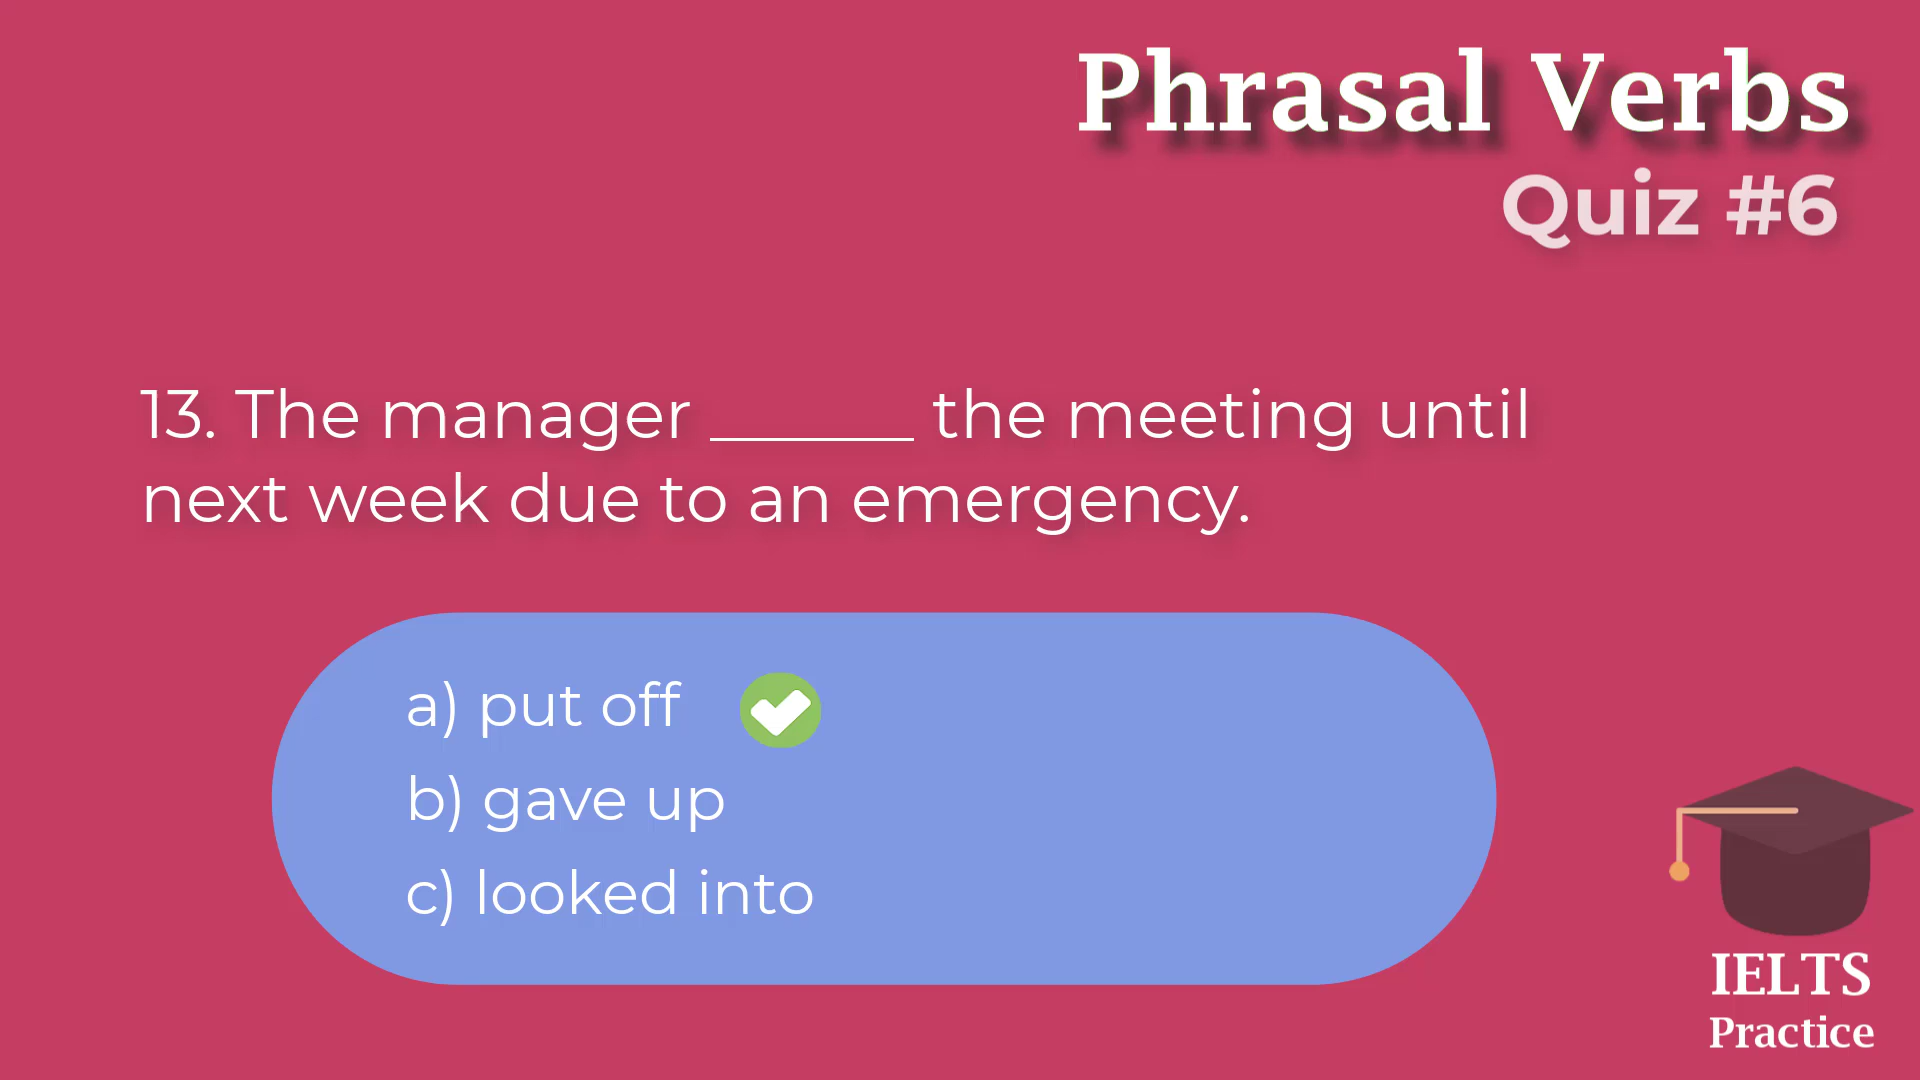 Phrasal Verbs
Quiz #6
13. The manager ______ the meeting until
next week due to an emergency.
a) put off
b) gave up
c) looked into
IELTS
Practice